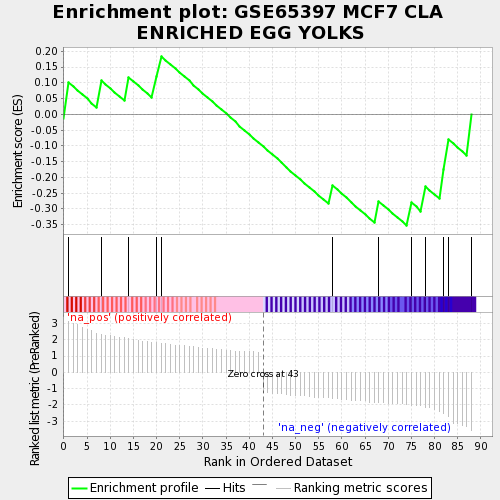 Enrichment plot: GSE65397 MCF7 CLA
ENRICHED EGG YOLKS
Enrichment score (ES)
0.20
0.15
0.10
0.05
0.00
-0.05
-0.10
-0.15
-0.20
-0.25
-0.30
-0.35
Ranked list metric (PreRanked)
3
2
1
0
-1
-2
-3
'na_pos' (positively correlated)
Zero cross at 43
'na_neg' (negatively correlated)
0 5 10 15 20 25 30 35 40 45 50 55 60 65 70 75 80 85 90
Rank in Ordered Dataset
Enrichment profile Hits Ranking metric scores